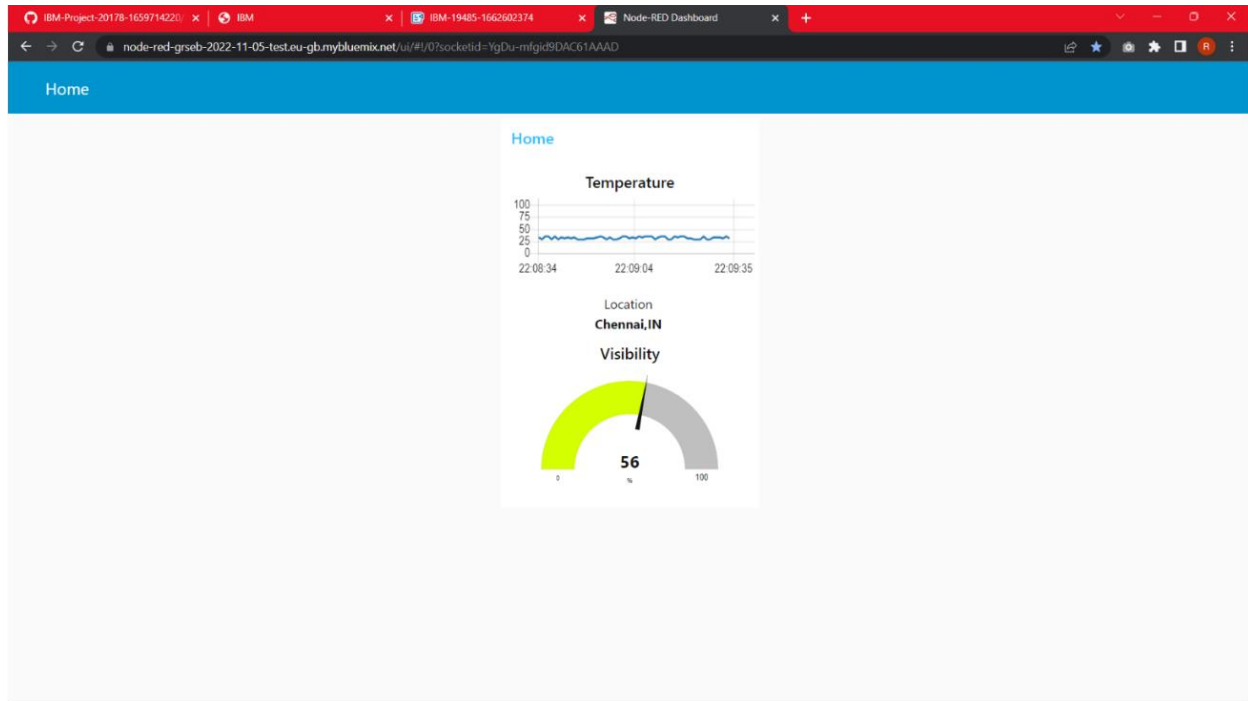 IBM-Project-20178-1659714220/
IBM
IBM-19485-1662602374
Node-RED Dashboard
node-red-grseb-2022-11-05-test.eu-gb.mybluemix.net/ui/#!/0?socketid=YgDu-mfgid9DAC61AAAD
R
Home
Home
Temperature
100
75
50
25
0
22:08:34 22:09:04 22:09:35
Location
Chennai,IN
Visibility
56
0 % 100